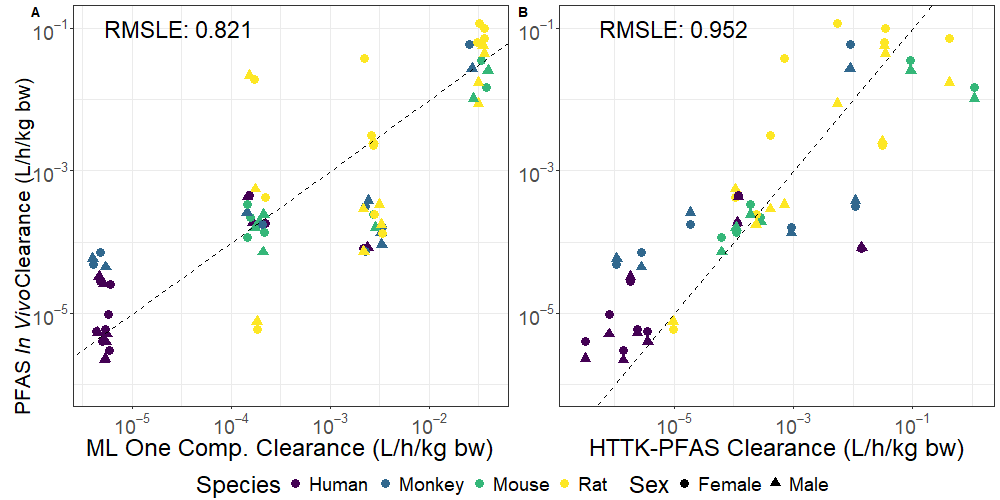 A
RMSLE: 0.821
B
RMSLE: 0.952
PFAS In VivoClearance (L/h/kg bw)
10⁻¹
10⁻³
10⁻⁵
10⁻¹
10⁻³
10⁻⁵
10⁻⁵ 10⁻⁴ 10⁻³ 10⁻²
10⁻⁵ 10⁻³ 10⁻¹
ML One Comp. Clearance (L/h/kg bw)
HTTK-PFAS Clearance (L/h/kg bw)
Species Human Monkey Mouse Rat Sex Female Male